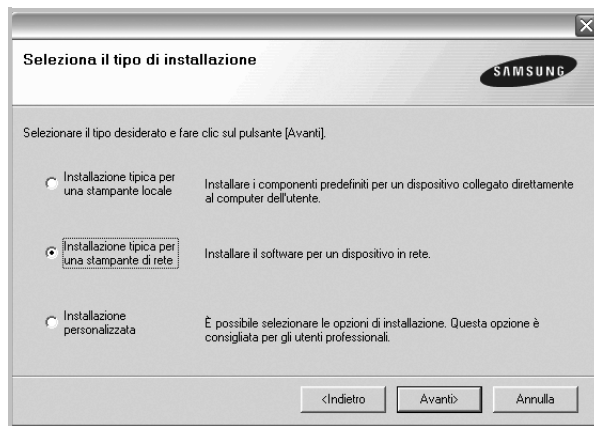 Seleziona il tipo di installazione
SAMSUNG
Selezionare il tipo desiderato e fare clic sul pulsante [Avanti].
Installazione tipica per
una stampante locale
Installare i componenti predefiniti per un dispositivo collegato direttamente
al computer dell'utente.
Installazione tipica per
una stampante di rete
Installare il software per un dispositivo in rete.
Installazione
personalizzata
È possibile selezionare le opzioni di installazione. Questa opzione è
consigliata per gli utenti professionali.
<Indietro
Avanti>
Annulla